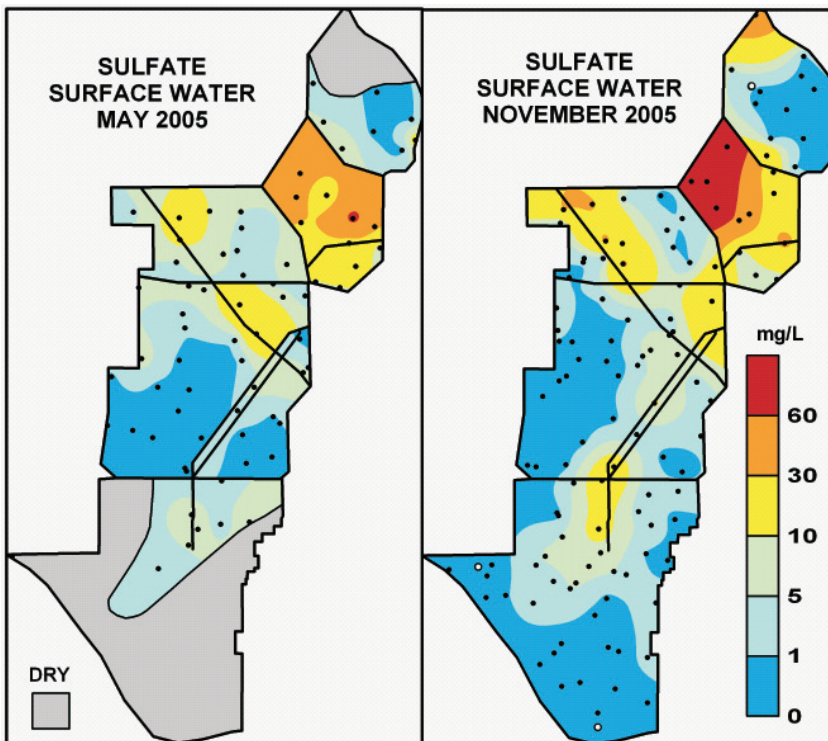 SULFATE
SURFACE WATER
MAY 2005
DRY
SULFATE
SURFACE WATER
NOVEMBER 2005
mg/L
60
30
10
5
1
0